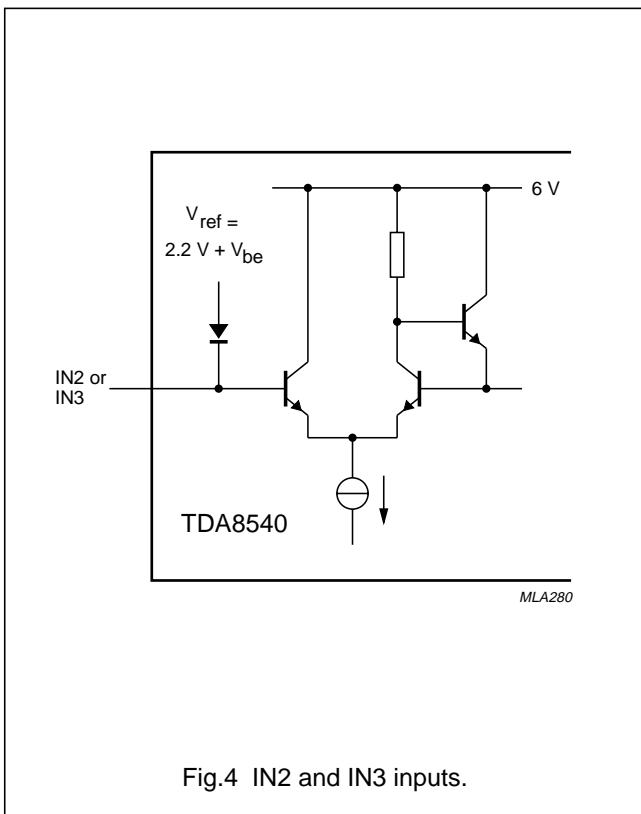 6 V
V ref =
2.2 V + V be
IN2 or
IN3
TDA8540
MLA280
Fig.4 IN2 and IN3 inputs.